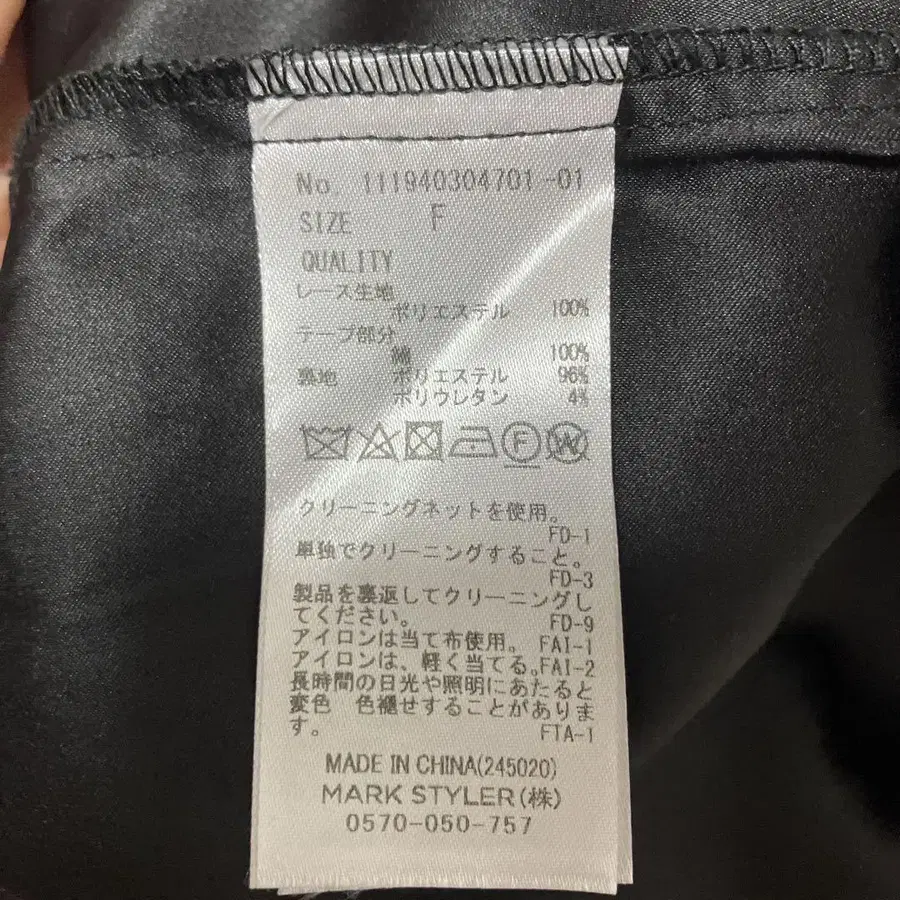 No. 111940304701-01
SIZE F
QUALITY
レース生地
ポリエステル 100%
テープ部分
綿 100%
裏地 ポリエステル 96%
ポリウレタン 4%
F W
クリーニングネットを使用。
FD-1
単独でクリーニングすること。
FD-3
製品を裏返してクリーニングし
てください。 FD-9
アイロンは当て布使用。 FAI-1
アイロンは、軽く当てる。FAI-2
長時間の日光や照明にあたると
変色 色褪せすることがありま
す。 FTA-1
MADE IN CHINA(245020)
MARK STYLER(株)
0570-050-757